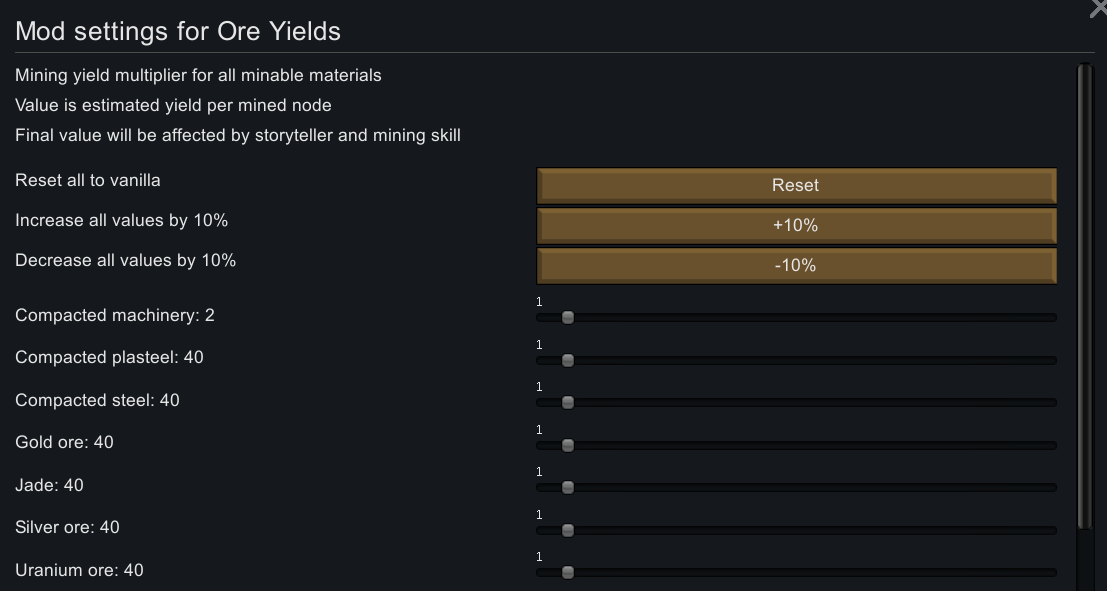 Mod settings for Ore Yields
Mining yield multiplier for all minable materials
Value is estimated yield per mined node
Final value will be affected by storyteller and mining skill
Reset all to vanilla
Reset
Increase all values by 10%
+10%
Decrease all values by 10%
-10%
1
Compacted machinery: 2
1
Compacted plasteel: 40
1
Compacted steel: 40
1
Gold ore: 40
1
Jade: 40
1
Silver ore: 40
1
Uranium ore: 40